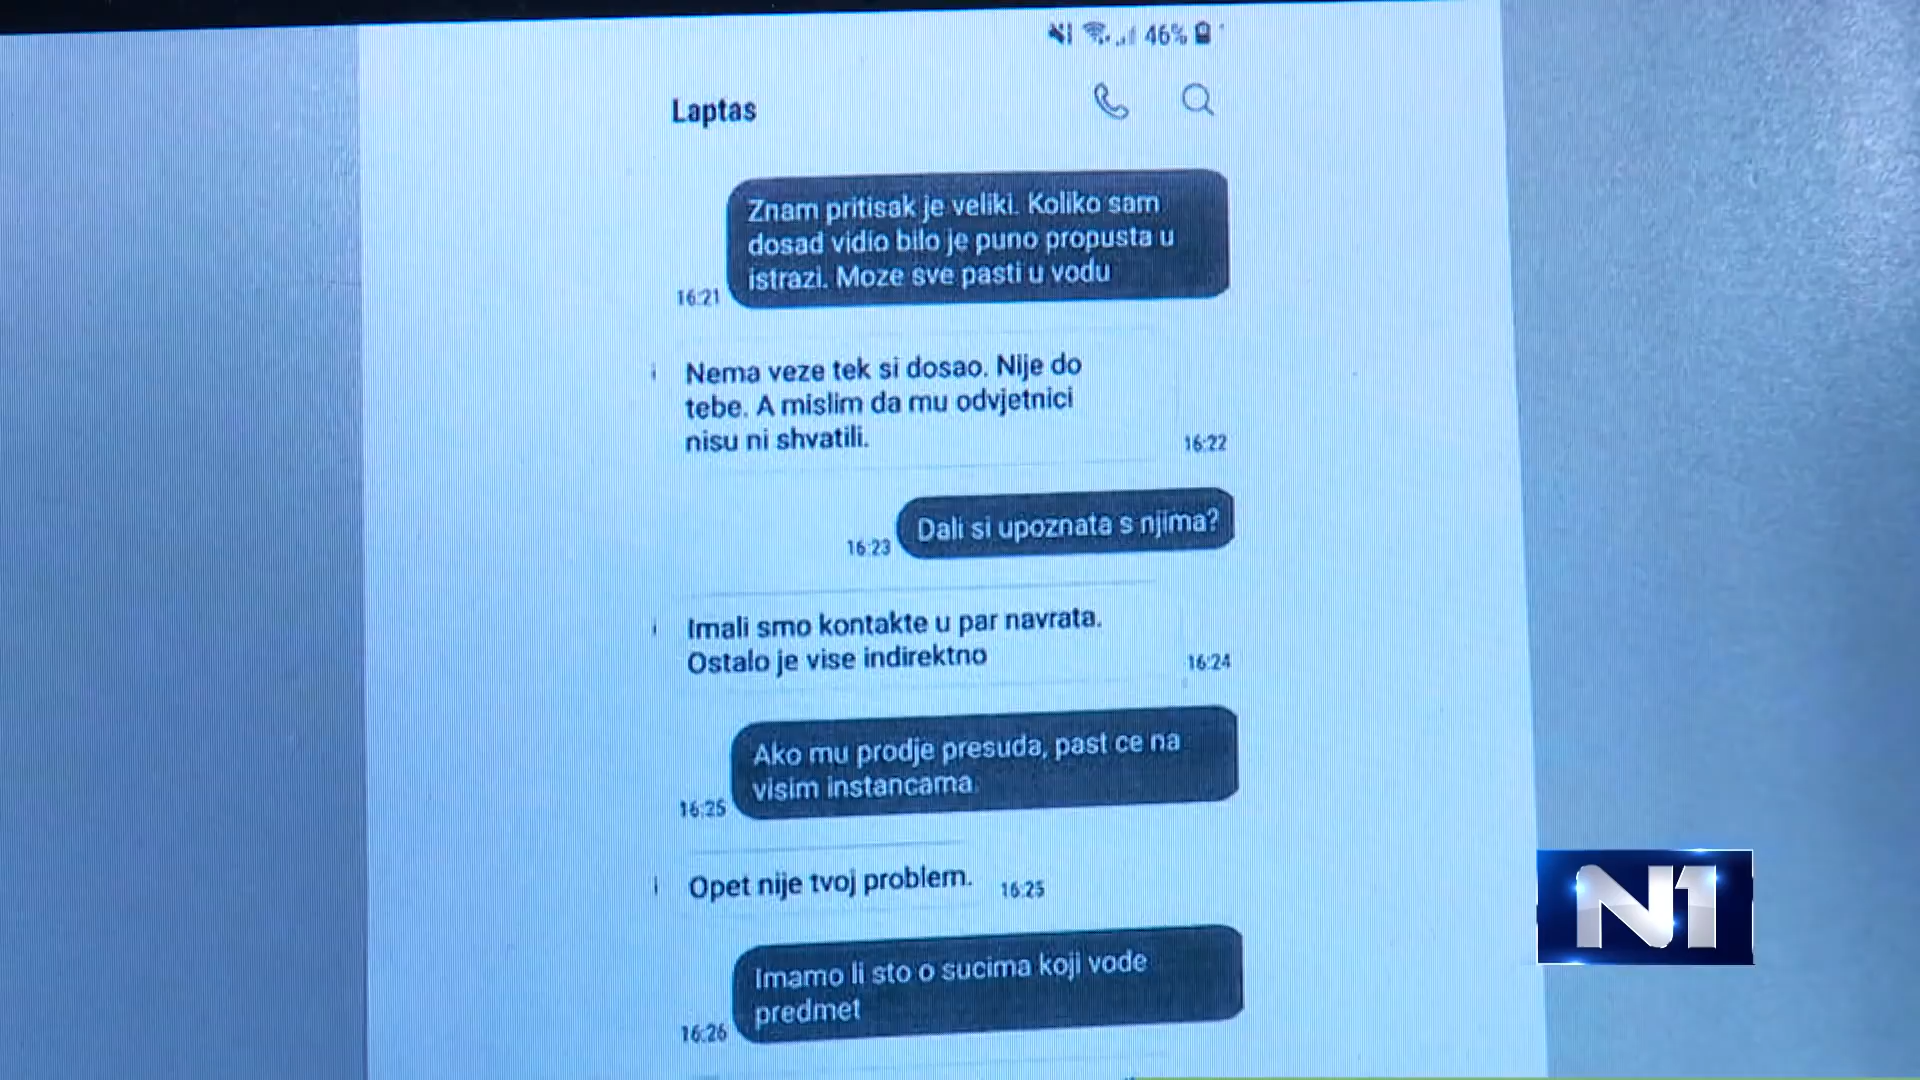 46%
Laptas
Znam pritisak je veliki. Koliko sam
dosad vidio bilo je puno propusta u
istrazi. Moze sve pasti u vodu
16:21
Nema veze tek si dosao. Nije do
tebe. A mislim da mu odvjetnici
nisu ni shvatili.
16:22
Dali si upoznata s njima?
16:23
Imali smo kontakte u par navrata.
Ostalo je vise indirektno
16:24
Ako mu prodje presuda, past ce na
visim instancama
16:25
Opet nije tvoj problem.
16:25
Imamo li sto o sucima koji vode
predmet
16:26
N1